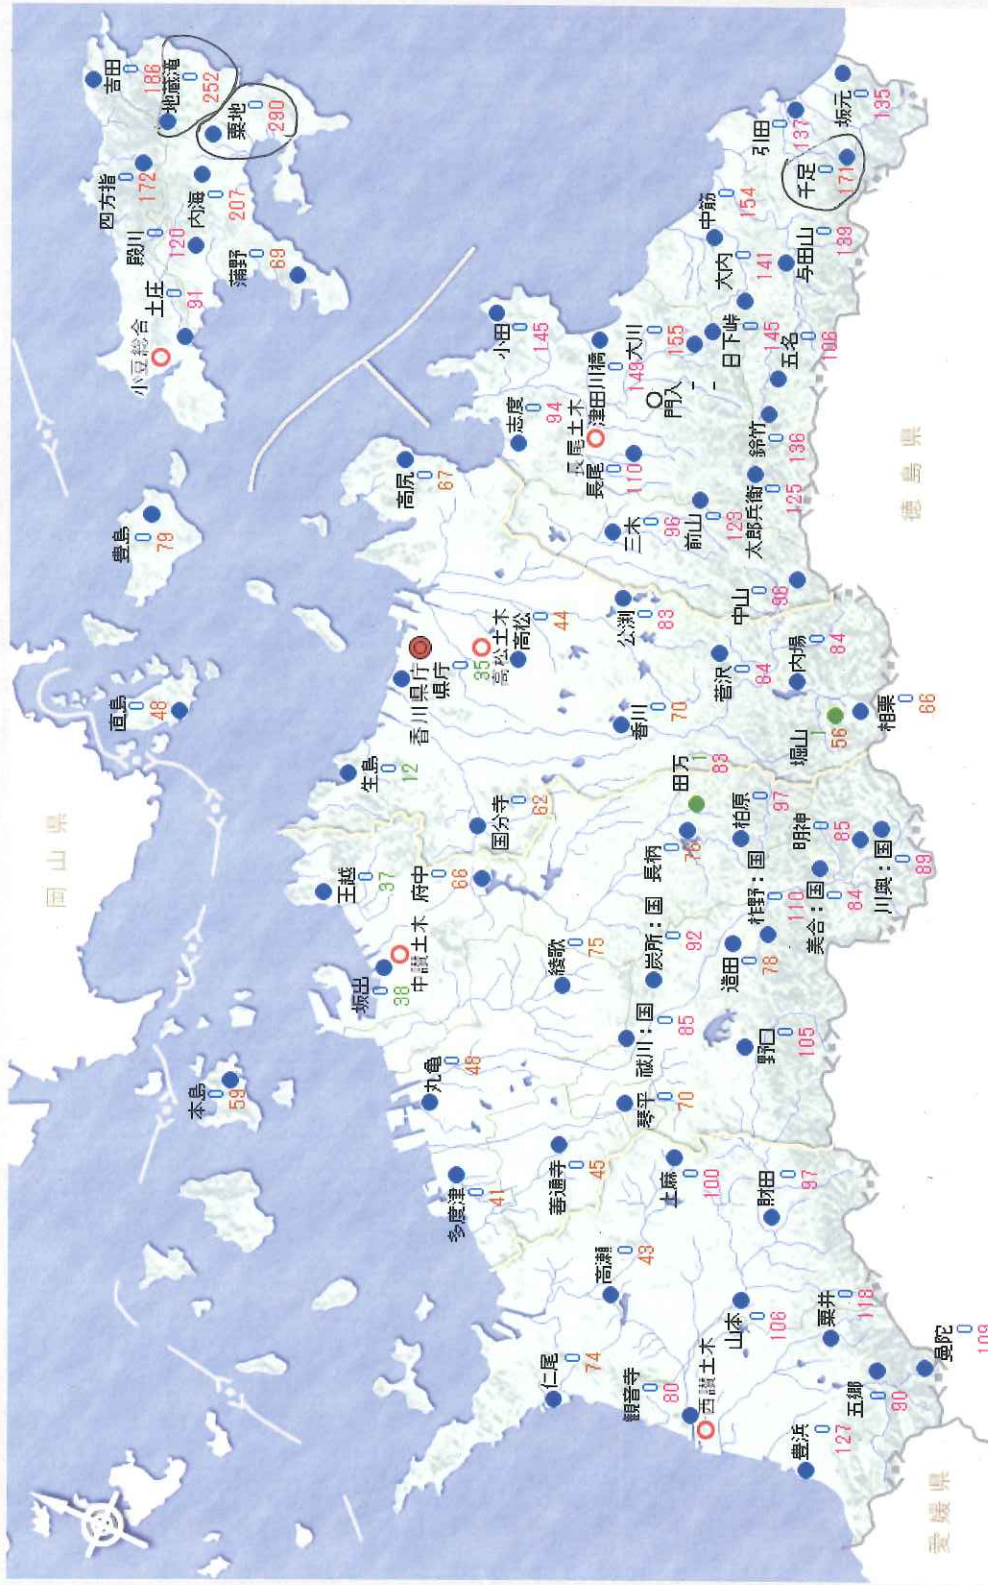 岡山県
吉田
0
186
地蔵滝
0
252
粟地
0
290
四方指
172
内海
0
207
殿川
0
120
蒲野
0
69
土庄
0
91
小豆総合
豊島
0
79
直島
0
48
本島
0
59
小田
0
145
志度
0
94
高尻
0
67
津田川橋
0
149
大川
0
155
長尾土木
長尾
0
110
門入
-
-
引田
0
137
坂元
0
135
千足
0
171
中筋
0
154
大内
0
141
与田山
0
139
日下峠
0
145
五名
0
106
鈴竹
0
136
太郎兵衛
0
125
前山
0
123
三木
0
96
中山
0
98
公渕
0
83
高松土木
高松
0
44
香川県庁
県庁
0
35
菅沢
0
84
内場
0
84
香川
0
70
堀山
1
56
相栗
0
66
生島
0
12
国分寺
0
62
田万
1
83
柏原
0
97
明神
0
85
川奥:国
0
89
王越
0
37
府中
0
66
長柄
76
柞野:国
0
110
美合:国
0
84
坂出
0
38
中讃土木
綾歌
0
75
炭所:国
0
92
造田
0
78
祓川:国
0
85
野口
0
105
丸亀
0
48
琴平
0
70
多度津
0
41
善通寺
0
45
上麻
0
100
財田
0
97
高瀬
0
43
山本
0
106
粟井
0
118
仁尾
0
74
観音寺
0
80
西讃土木
五郷
0
90
曼陀
0
109
豊浜
0
127
徳島県
愛媛県